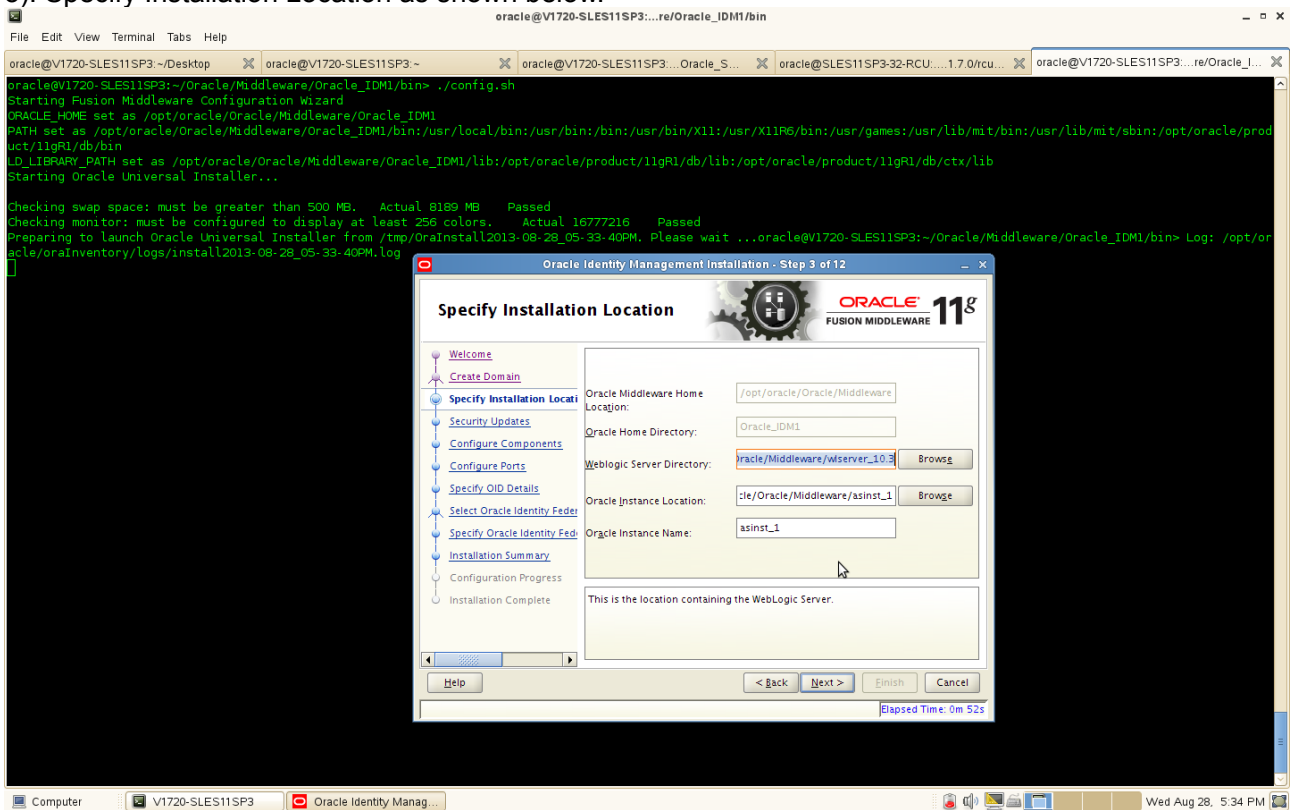 3). Specify Installation Location as shown below.
oracle@V1720-SLES11SP3:...re/Oracle_IDM1/bin
File Edit View Terminal Tabs Help
oracle@V1720-SLES11SP3:~/Desktop
oracle@V1720-SLES11SP3:~
oracle@V1720-SLES11SP3:...Oracle_S...
oracle@SLES11SP3-32-RCU:....1.7.0/rcu...
oracle@V1720-SLES11SP3:...re/Oracle_I...
oracle@V1720-SLES11SP3:~/Oracle/Middleware/Oracle_IDM1/bin> ./config.sh
Starting Fusion Middleware Configuration Wizard
ORACLE_HOME set as /opt/oracle/Oracle/Middleware/Oracle_IDM1
PATH set as /opt/oracle/Oracle/Middleware/Oracle_IDM1/bin:/usr/local/bin:/usr/bin:/bin:/usr/bin/X11:/usr/X11R6/bin:/usr/games:/usr/lib/mit/bin:/usr/lib/mit/sbin:/opt/oracle/prod
uct/11gR1/db/bin
LD_LIBRARY_PATH set as /opt/oracle/Oracle/Middleware/Oracle_IDM1/lib:/opt/oracle/product/11gR1/db/lib:/opt/oracle/product/11gR1/db/ctx/lib
Starting Oracle Universal Installer...
Checking swap space: must be greater than 500 MB. Actual 8189 MB Passed
Checking monitor: must be configured to display at least 256 colors. Actual 16777216 Passed
Preparing to launch Oracle Universal Installer from /tmp/OraInstall2013-08-28_05-33-40PM. Please wait ...oracle@V1720-SLES11SP3:~/Oracle/Middleware/Oracle_IDM1/bin> Log: /opt/or
acle/oraInventory/logs/install2013-08-28_05-33-40PM.log
Oracle Identity Management Installation - Step 3 of 12
Specify Installation Location
ORACLE
FUSION MIDDLEWARE
11g
Welcome
Create Domain
Specify Installation Locati
Security Updates
Configure Components
Configure Ports
Specify OID Details
Select Oracle Identity Feder
Specify Oracle Identity Fed
Installation Summary
Configuration Progress
Installation Complete
Oracle Middleware Home
Location:
/opt/oracle/Oracle/Middleware
Oracle Home Directory:
Oracle_IDM1
Weblogic Server Directory:
Oracle/Middleware/wlserver_10.3
Browse
Oracle Instance Location:
cle/Oracle/Middleware/asinst_1
Browse
Oracle Instance Name:
asinst_1
This is the location containing the WebLogic Server.
Help
< Back
Next >
Finish
Cancel
Elapsed Time: 0m 52s
Computer
V1720-SLES11SP3
Oracle Identity Manag...
Wed Aug 28, 5:34 PM